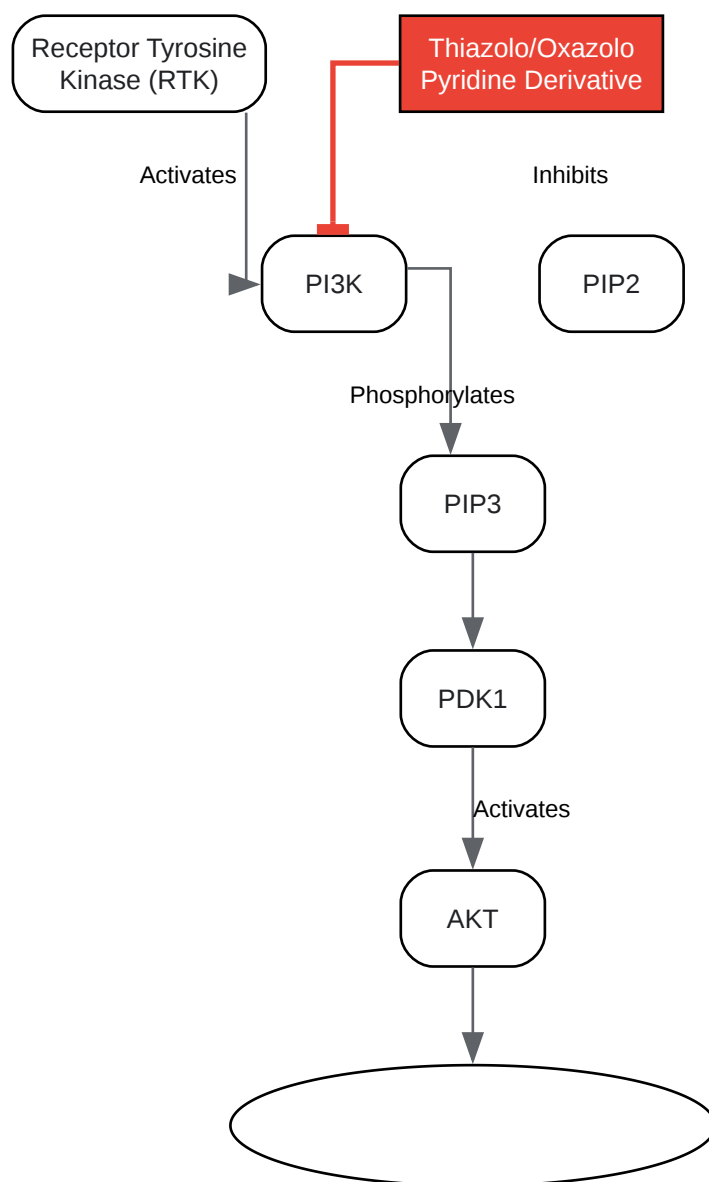 Receptor Tyrosine
Kinase (RTK)
Thiazolo/Oxazolo
Pyridine Derivative
Activates
Inhibits
PI3K
PIP2
Phosphorylates
PIP3
PDK1
Activates
AKT